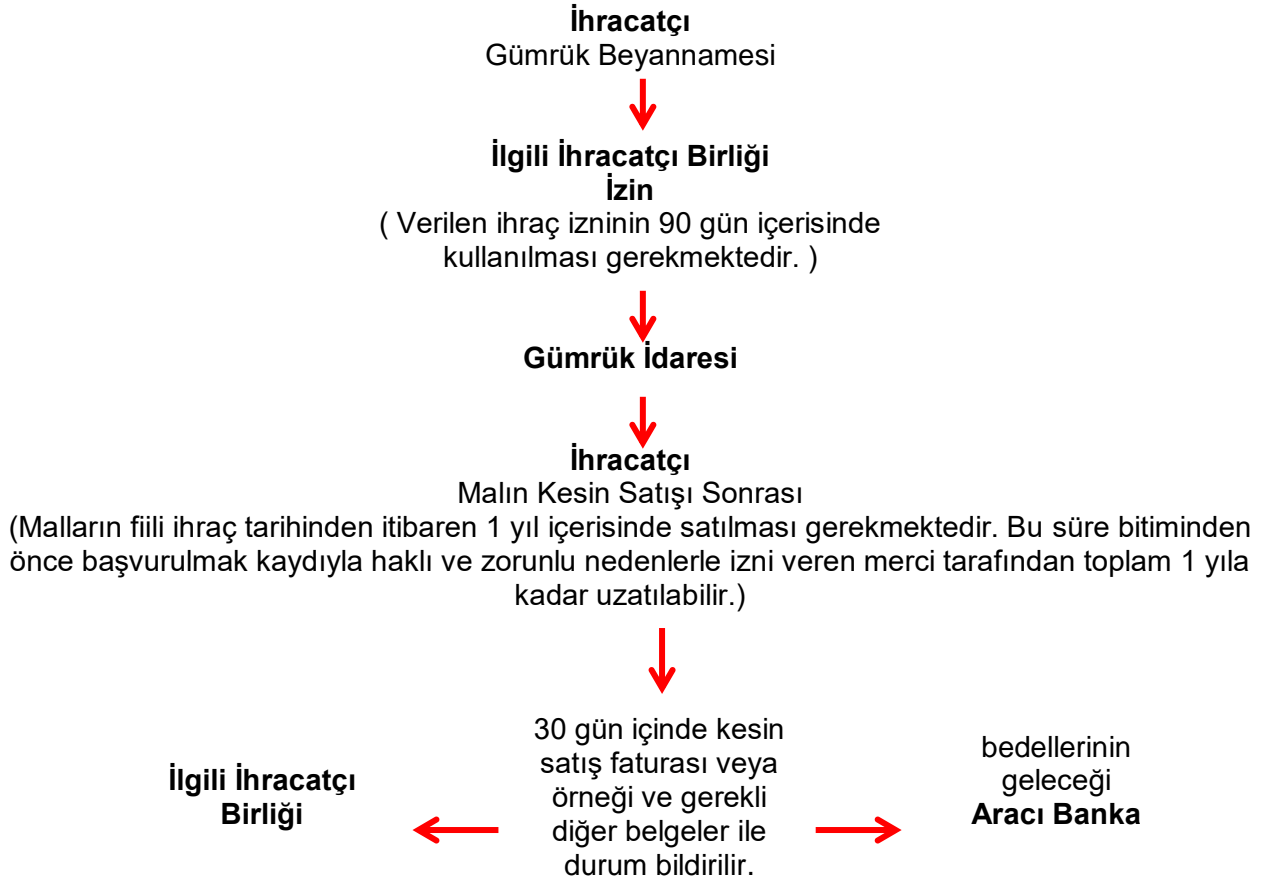 İhracatçı
Gümrük Beyannamesi
İlgili İhracatçı Birliği
İzin
( Verilen ihraç izninin 90 gün içerisinde
kullanılması gerekmektedir. )
Gümrük İdaresi
İhracatçı
Malın Kesin Satışı Sonrası
(Malların fiili ihraç tarihinden itibaren 1 yıl içerisinde satılması gerekmektedir. Bu süre bitiminden
önce başvurulmak kaydıyla haklı ve zorunlu nedenlerle izni veren merci tarafından toplam 1 yıla
kadar uzatılabilir.)
İlgili İhracatçı
Birliği
30 gün içinde kesin
satış faturası veya
örneği ve gerekli
diğer belgeler ile
durum bildirilir.
bedellerinin
geleceği
Aracı Banka